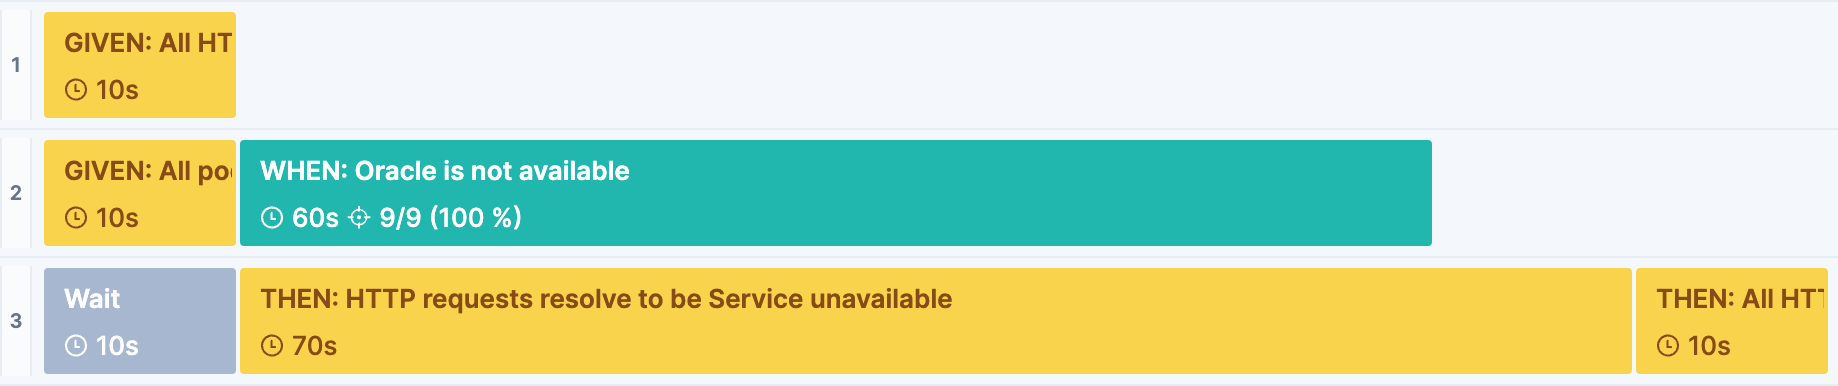 1
GIVEN: All HT
10s
2
GIVEN: All po
10s
WHEN: Oracle is not available
60s 9/9 (100 %)
3
Wait
10s
THEN: HTTP requests resolve to be Service unavailable
70s
THEN: All HT
10s